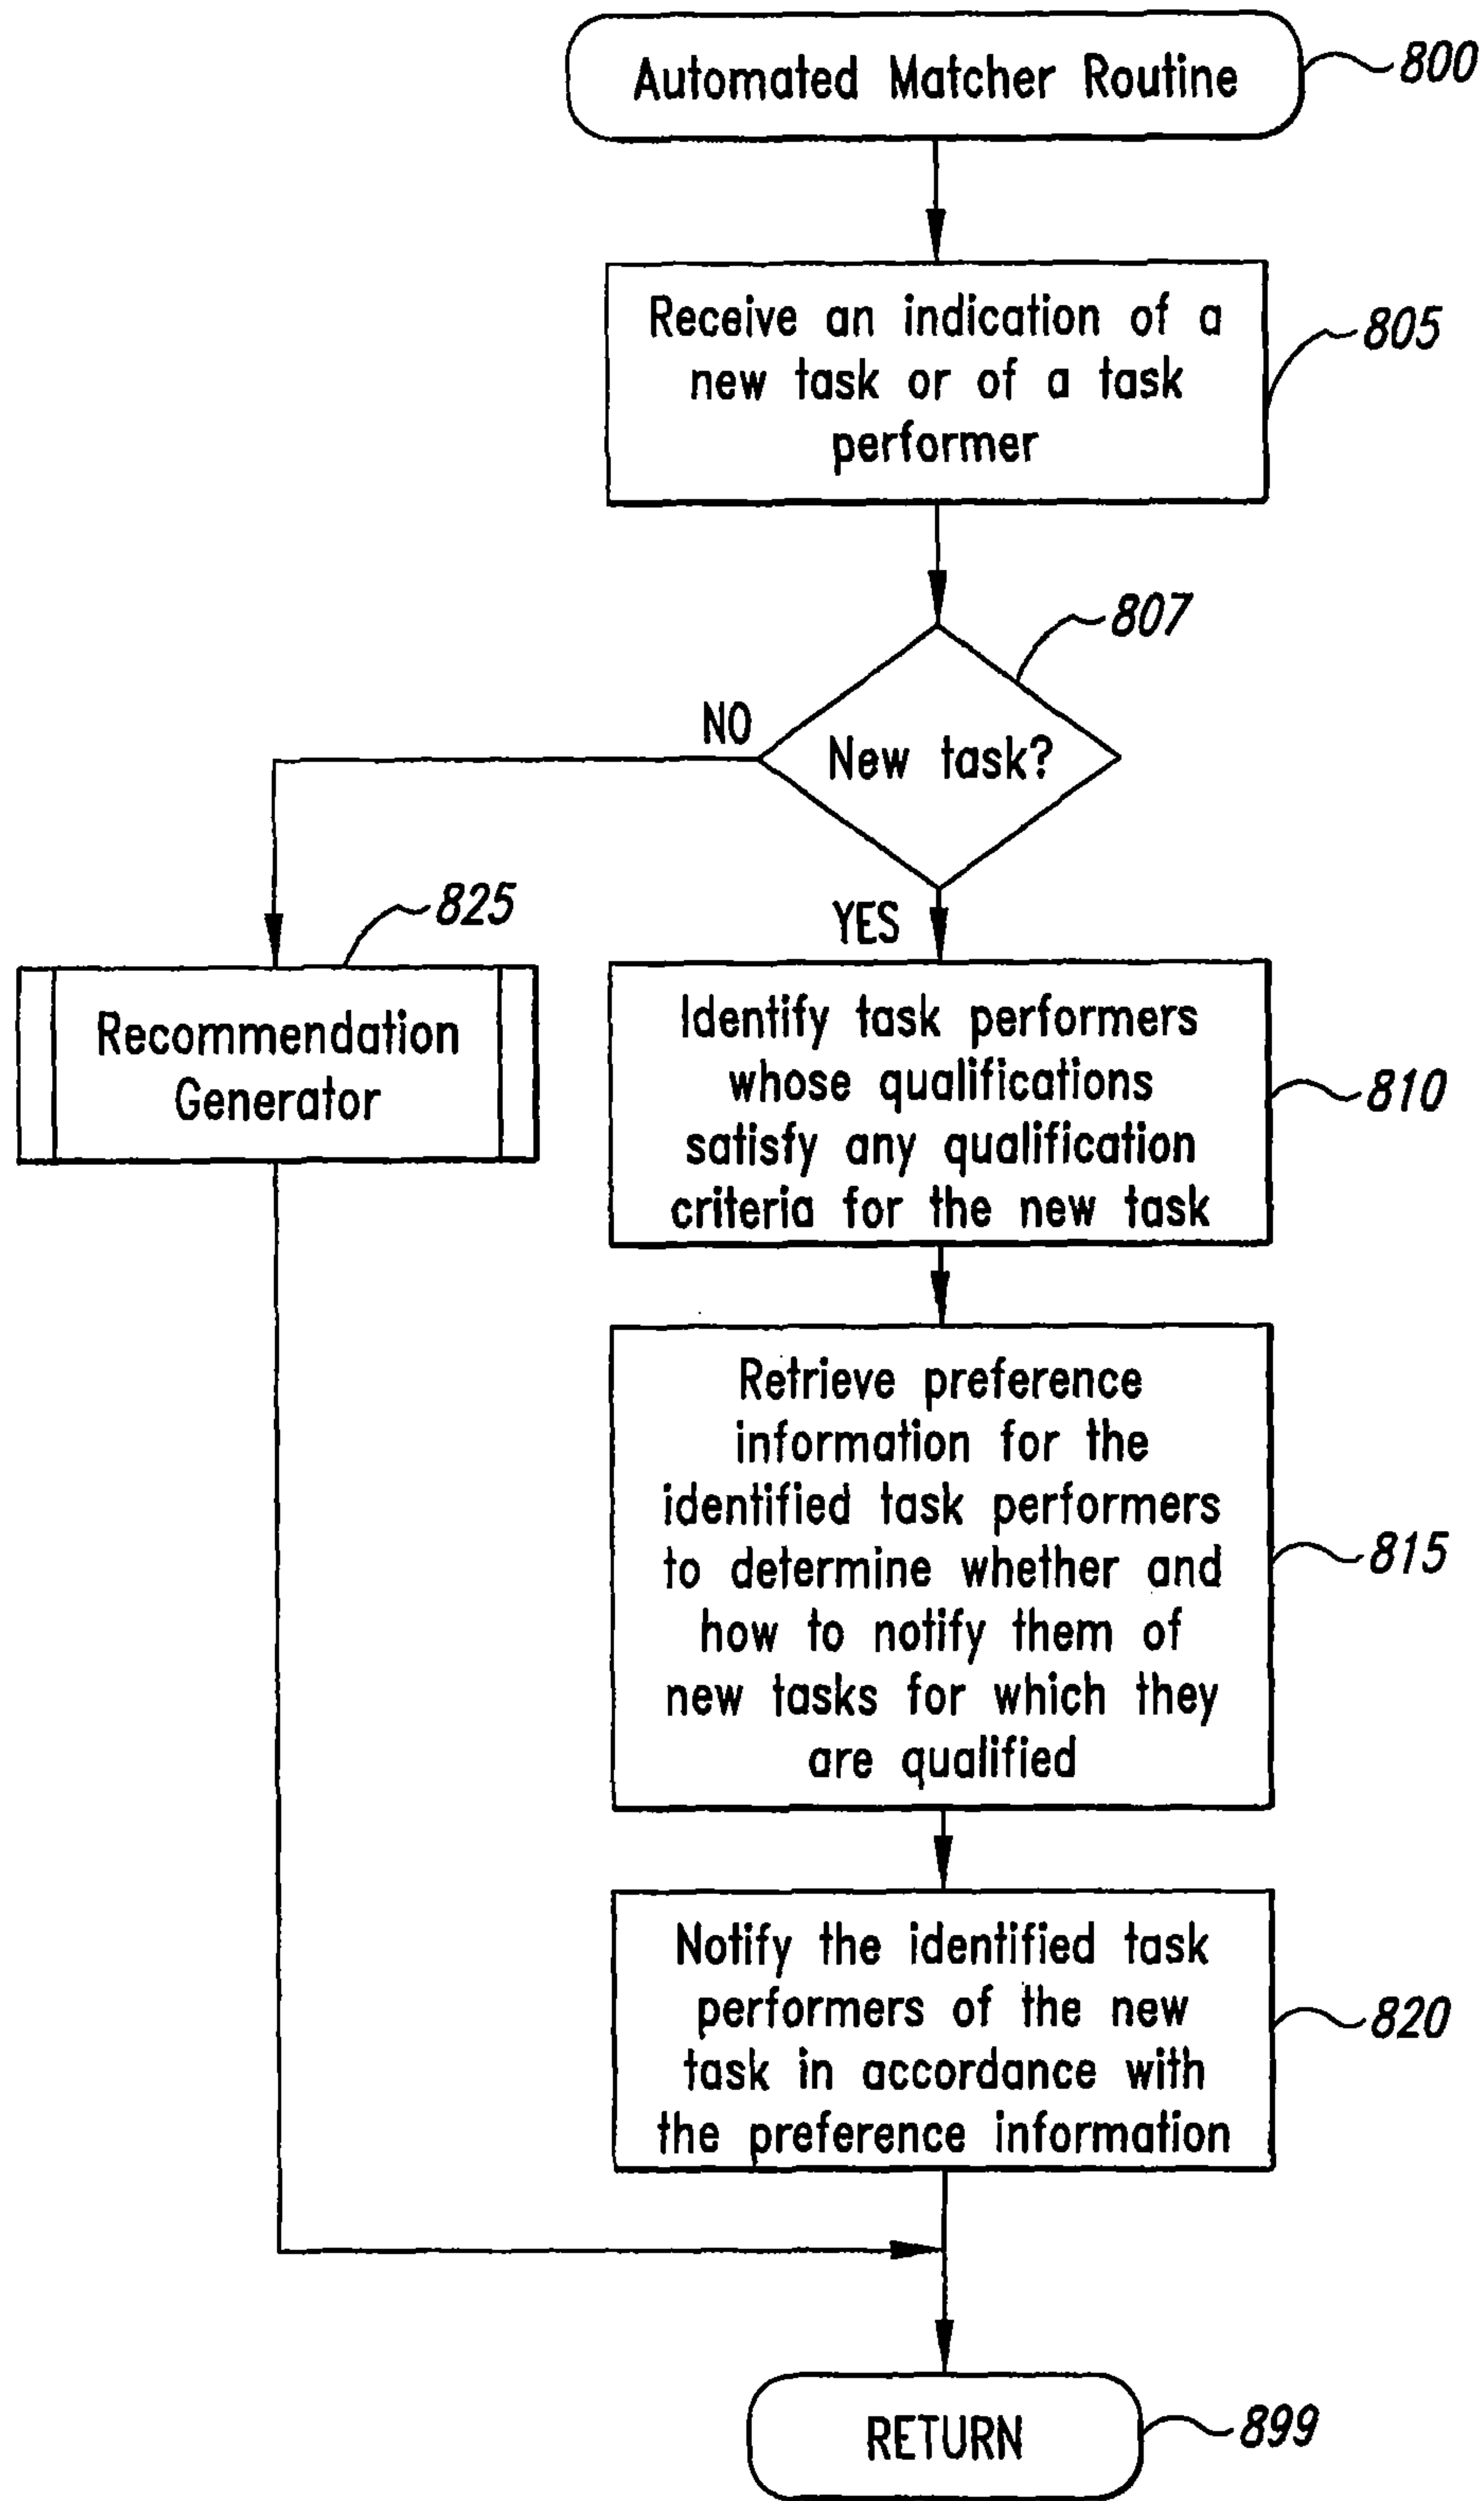 Automated Matcher Routine
800
Receive an indication of a
new task or of a task
performer
805
807
NO
New task?
YES
825
Recommendation
Generator
Identify task performers
whose qualifications
satisfy any qualification
criteria for the new task
810
Retrieve preference
information for the
identified task performers
to determine whether and
how to notify them of
new tasks for which they
are qualified
815
Notify the identified task
performers of the new
task in accordance with
the preference information
820
RETURN
899